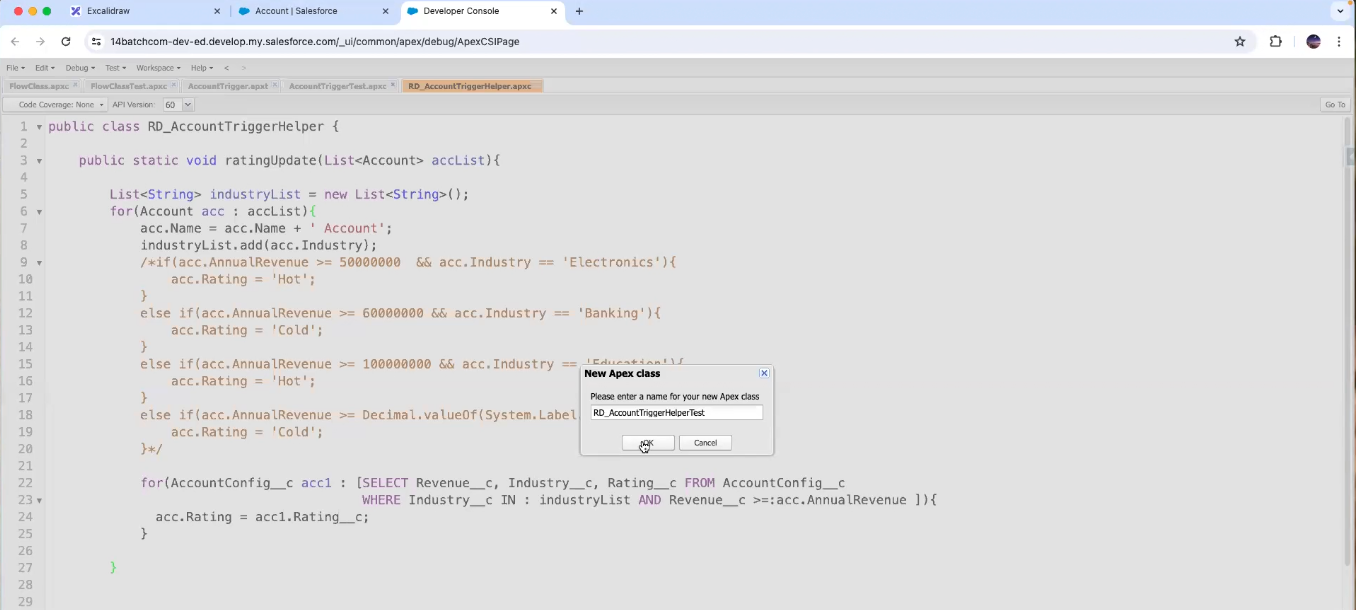 Excalidraw
Account | Salesforce
Developer Console
14batchcom-dev-ed.develop.my.salesforce.com/_ui/common/apex/debug/ApexCSIPage
File Edit Debug Test Workspace Help < >
FlowClass.apxc FlowClassTest.apxc AccountTrigger.apxt AccountTriggerTest.apxc RD_AccountTriggerHelper.apxc
Code Coverage: None API Version: 60 Go To
1 public class RD_AccountTriggerHelper {
2
3 public static void ratingUpdate(List<Account> accList){
4
5 List<String> industryList = new List<String>();
6 for(Account acc : accList){
7 acc.Name = acc.Name + ' Account';
8 industryList.add(acc.Industry);
9 /*if(acc.AnnualRevenue >= 50000000 && acc.Industry == 'Electronics'){
10 acc.Rating = 'Hot';
11 }
12 else if(acc.AnnualRevenue >= 60000000 && acc.Industry == 'Banking'){
13 acc.Rating = 'Cold';
14 }
15 else if(acc.AnnualRevenue >= 100000000 && acc.Industry == 'Education'){
16 acc.Rating = 'Hot';
17 }
18 else if(acc.AnnualRevenue >= Decimal.valueOf(System.Label.
19 acc.Rating = 'Cold';
20 }*/
21
22 for(AccountConfig__c acc1 : [SELECT Revenue__c, Industry__c, Rating__c FROM AccountConfig__c
23 WHERE Industry__c IN : industryList AND Revenue__c >=:acc.AnnualRevenue ]){
24 acc.Rating = acc1.Rating__c;
25 }
26
27 }
28
29
New Apex class
Please enter a name for your new Apex class
RD_AccountTriggerHelperTest
OK Cancel